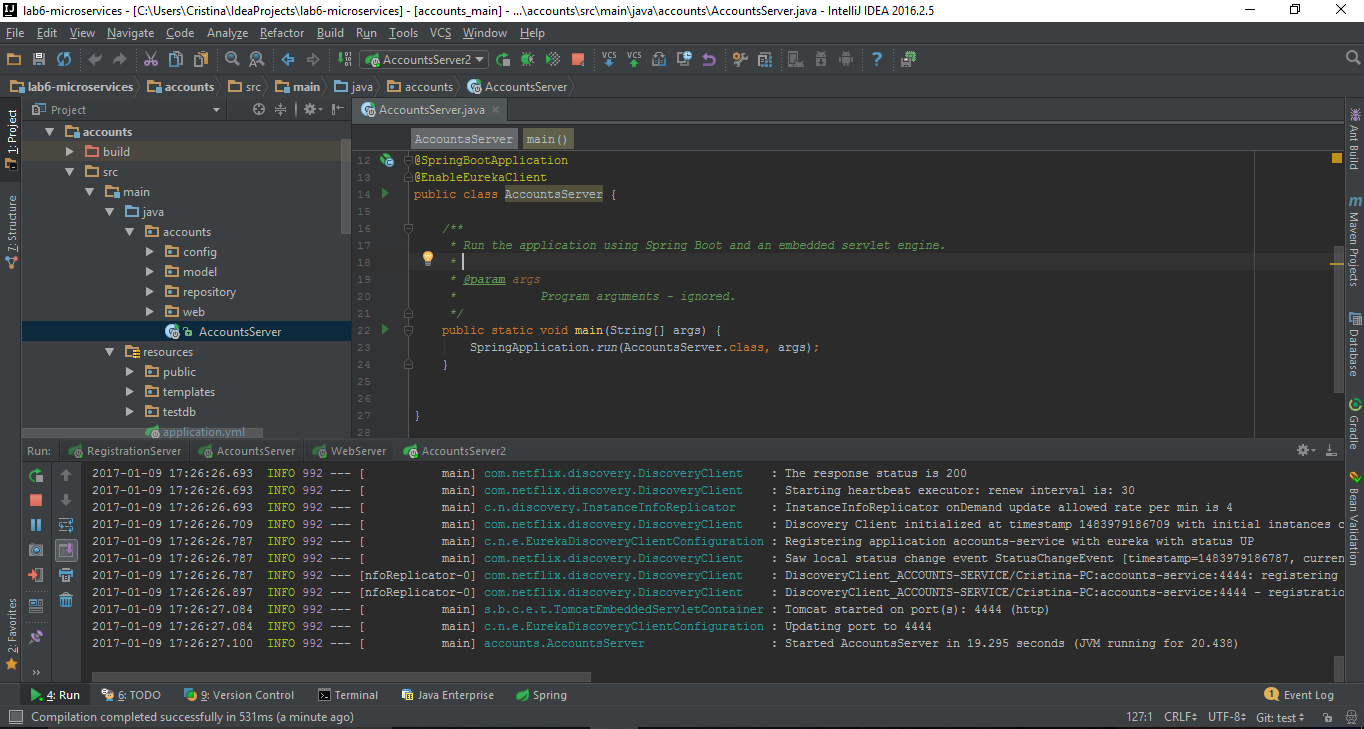 lab6-microservices - [C:\Users\Cristina\IdeaProjects\lab6-microservices] - [accounts_main] - ...\accounts\src\main\java\accounts\AccountsServer.java - IntelliJ IDEA 2016.2.5
File Edit View Navigate Code Analyze Refactor Build Run Tools VCS Window Help
AccountsServer2 VCS VCS
lab6-microservices accounts src main java accounts AccountsServer
Project AccountsServer.java
1: Project
7: Structure
2: Favorites
accounts
build
src
main
java
accounts
config
model
repository
web
AccountsServer
resources
public
templates
testdb
application.yml
AccountsServer main()
12 @SpringBootApplication
13 @EnableEurekaClient
14 public class AccountsServer {
15
16 /**
17 * Run the application using Spring Boot and an embedded servlet engine.
18 *
19 * @param args
20 * Program arguments - ignored.
21 */
22 public static void main(String[] args) {
23 SpringApplication.run(AccountsServer.class, args);
24 }
25
26
27 }
28
Ant Build
Maven Projects
Database
Gradle
Bean Validation
Run: RegistrationServer AccountsServer WebServer AccountsServer2
2017-01-09 17:26:26.693 INFO 992 --- [ main] com.netflix.discovery.DiscoveryClient : The response status is 200
2017-01-09 17:26:26.693 INFO 992 --- [ main] com.netflix.discovery.DiscoveryClient : Starting heartbeat executor: renew interval is: 30
2017-01-09 17:26:26.693 INFO 992 --- [ main] c.n.discovery.InstanceInfoReplicator : InstanceInfoReplicator onDemand update allowed rate per min is 4
2017-01-09 17:26:26.709 INFO 992 --- [ main] com.netflix.discovery.DiscoveryClient : Discovery Client initialized at timestamp 1483979186709 with initial instances c
2017-01-09 17:26:26.787 INFO 992 --- [ main] c.n.e.EurekaDiscoveryClientConfiguration : Registering application accounts-service with eureka with status UP
2017-01-09 17:26:26.787 INFO 992 --- [ main] com.netflix.discovery.DiscoveryClient : Saw local status change event StatusChangeEvent [timestamp=1483979186787, curren
2017-01-09 17:26:26.787 INFO 992 --- [nfoReplicator-0] com.netflix.discovery.DiscoveryClient : DiscoveryClient_ACCOUNTS-SERVICE/Cristina-PC:accounts-service:4444: registering
2017-01-09 17:26:26.897 INFO 992 --- [nfoReplicator-0] com.netflix.discovery.DiscoveryClient : DiscoveryClient_ACCOUNTS-SERVICE/Cristina-PC:accounts-service:4444 - registratio
2017-01-09 17:26:27.084 INFO 992 --- [ main] s.b.c.e.t.TomcatEmbeddedServletContainer : Tomcat started on port(s): 4444 (http)
2017-01-09 17:26:27.084 INFO 992 --- [ main] c.n.e.EurekaDiscoveryClientConfiguration : Updating port to 4444
2017-01-09 17:26:27.100 INFO 992 --- [ main] accounts.AccountsServer : Started AccountsServer in 19.295 seconds (JVM running for 20.438)
4: Run 6: TODO 9: Version Control Terminal Java Enterprise Spring 1 Event Log
Compilation completed successfully in 531ms (a minute ago) 127:1 CRLF UTF-8 Git: test